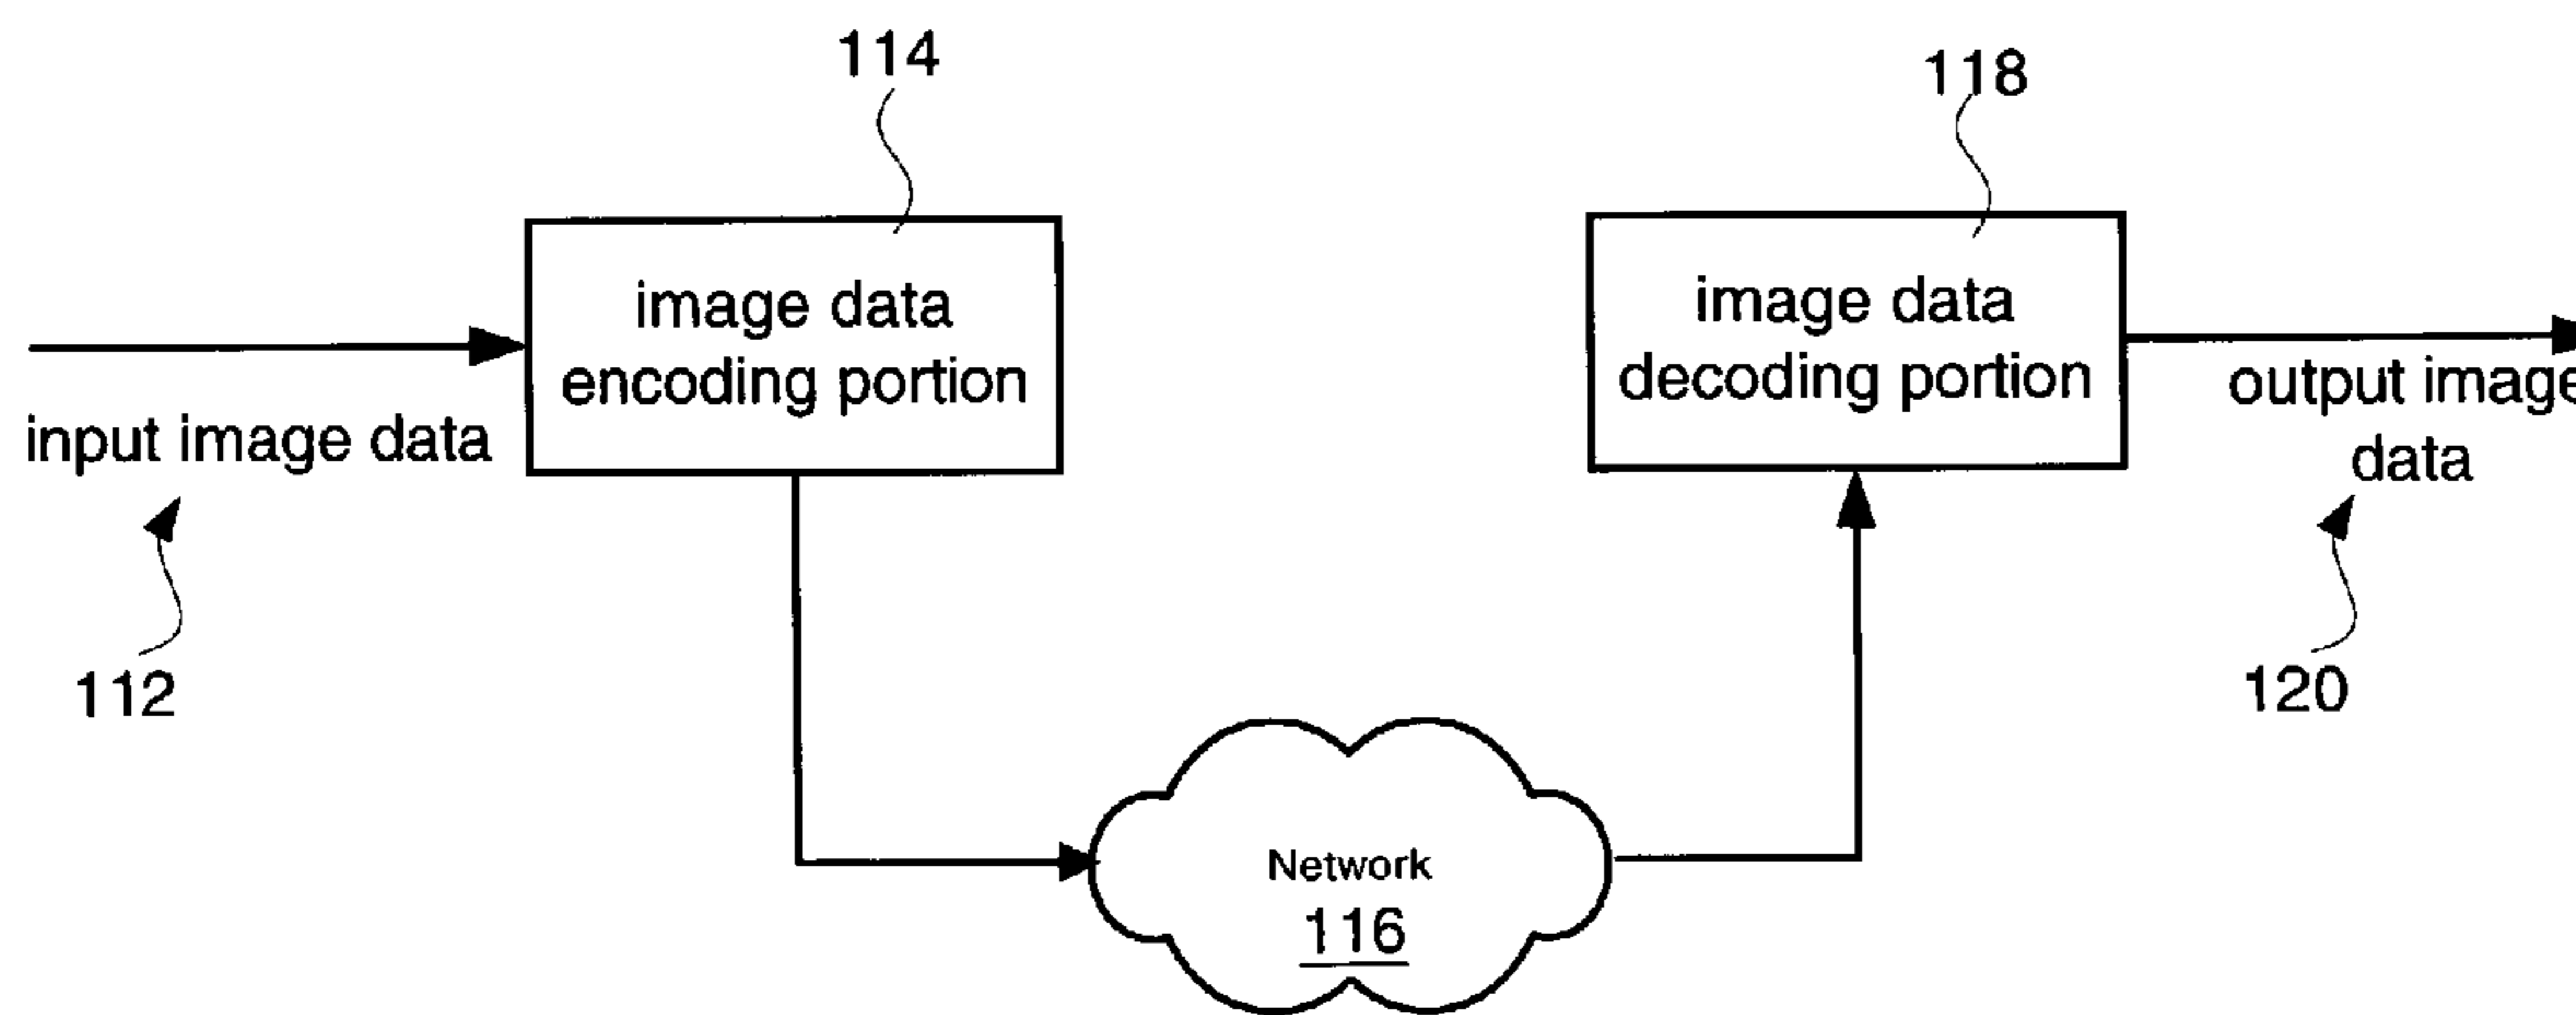 114
118
image data
encoding portion
image data
decoding portion
input image data
output image
data
112
120
Network
116